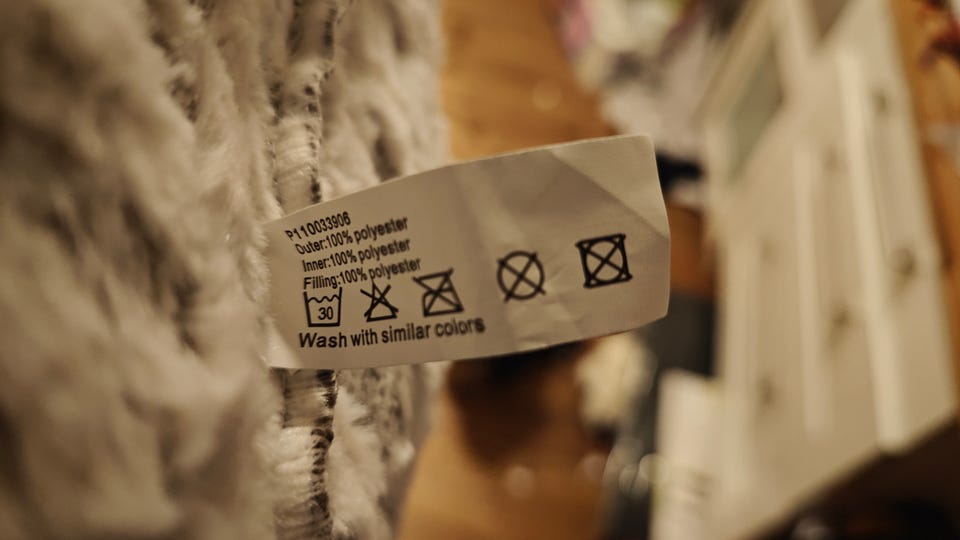 P110033906
Outer:100% polyester
Inner:100% polyester
Filling:100% polyester
30
Wash with similar colors